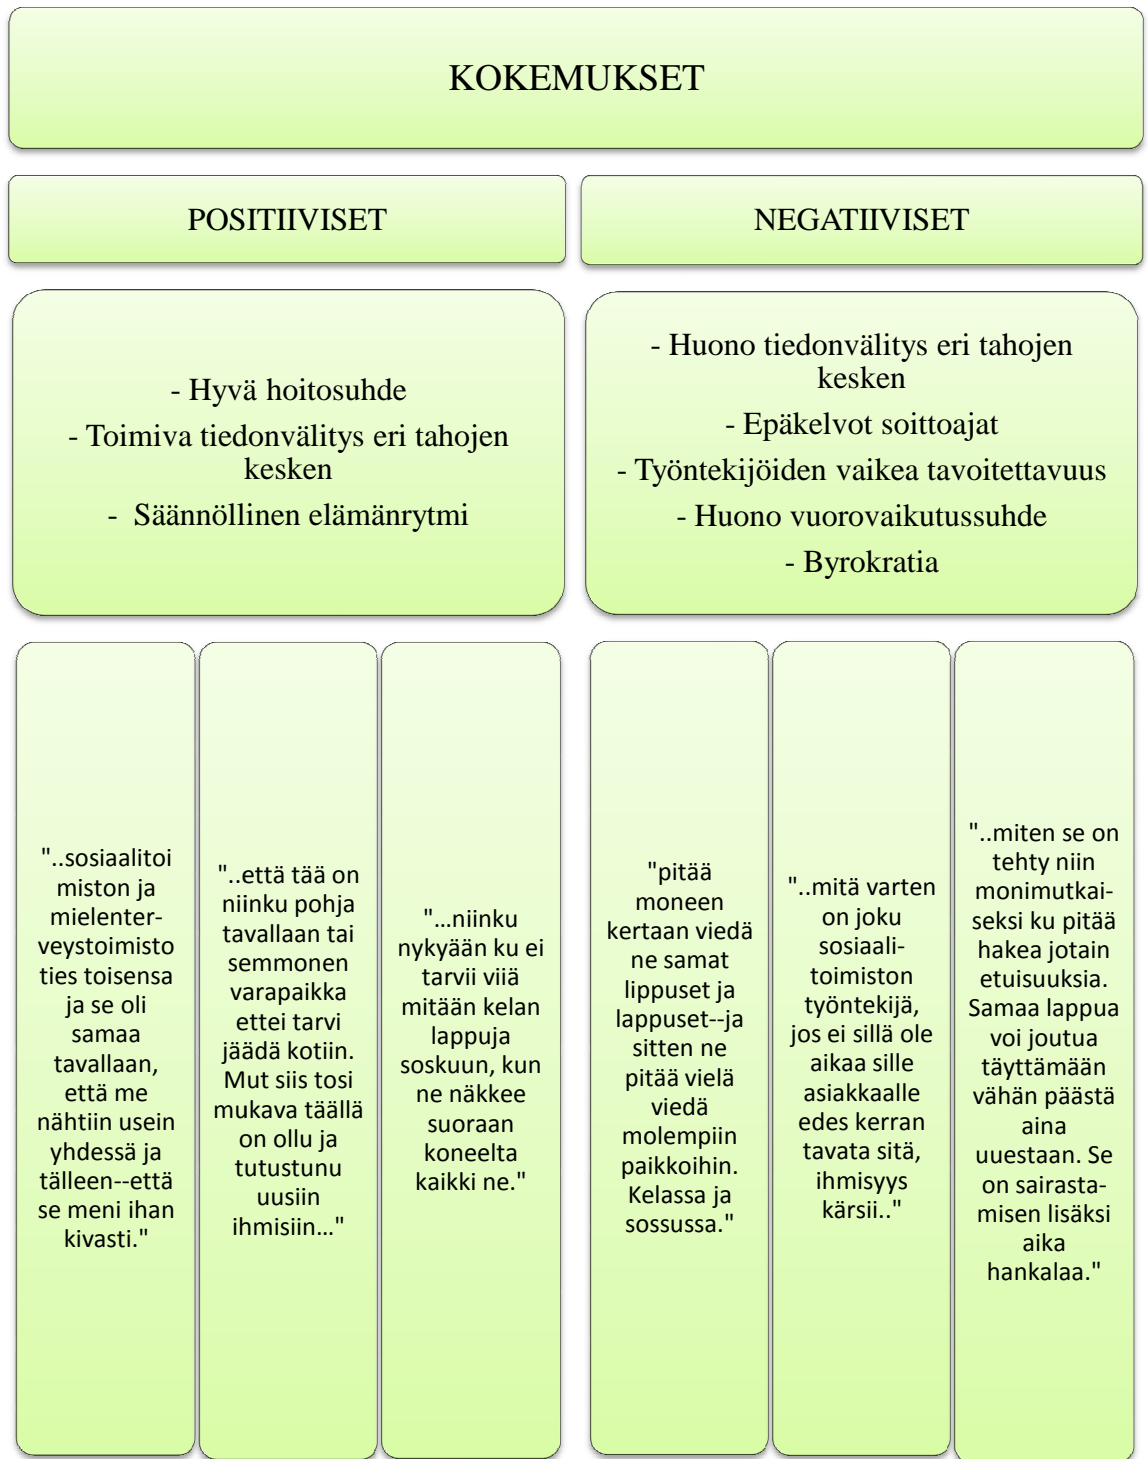 KOKEMUKSET
POSITIIVISET
NEGATIIVISET
- Hyvä hoitosuhde
- Toimiva tiedonvälitys eri tahojen
kesken
- Säännöllinen elämänrytmi
- Huono tiedonvälitys eri tahojen
kesken
- Epäkelvot soittoajat
- Työntekijöiden vaikea tavoitettavuus
- Huono vuorovaikutussuhde
- Byrokratia
"..sosiaalitoi
miston ja
mielenter-
veystoimisto
ties toisensa
ja se oli
samaa
tavallaan,
että me
nähtiin usein
yhdessä ja
tälleen--että
se meni ihan
kivasti."
"..että tää on
niinku pohja
tavallaan tai
semmonen
varapaikka
ettei tarvi
jäädä kotiin.
Mut siis tosi
mukava täällä
on ollu ja
tutustunu
uusiin
ihmisiin…"
"…niinku
nykyään ku ei
tarvii viiä
mitään kelan
lappuja
soskuun, kun
ne näkkee
suoraan
koneelta
kaikki ne."
"pitää
moneen
kertaan viedä
ne samat
lippuset ja
lappuset--ja
sitten ne
pitää vielä
viedä
molempiin
paikkoihin.
Kelassa ja
sossussa."
"..mitä varten
on joku
sosiaali-
toimiston
työntekijä,
jos ei sillä ole
aikaa sille
asiakkaalle
edes kerran
tavata sitä,
ihmisyys
kärsii.."
"..miten se on
tehty niin
monimutkai-
seksi ku pitää
hakea jotain
etuisuuksia.
Samaa lappua
voi joutua
täyttämään
vähän päästä
aina
uuestaan. Se
on sairasta-
misen lisäksi
aika
hankalaa."